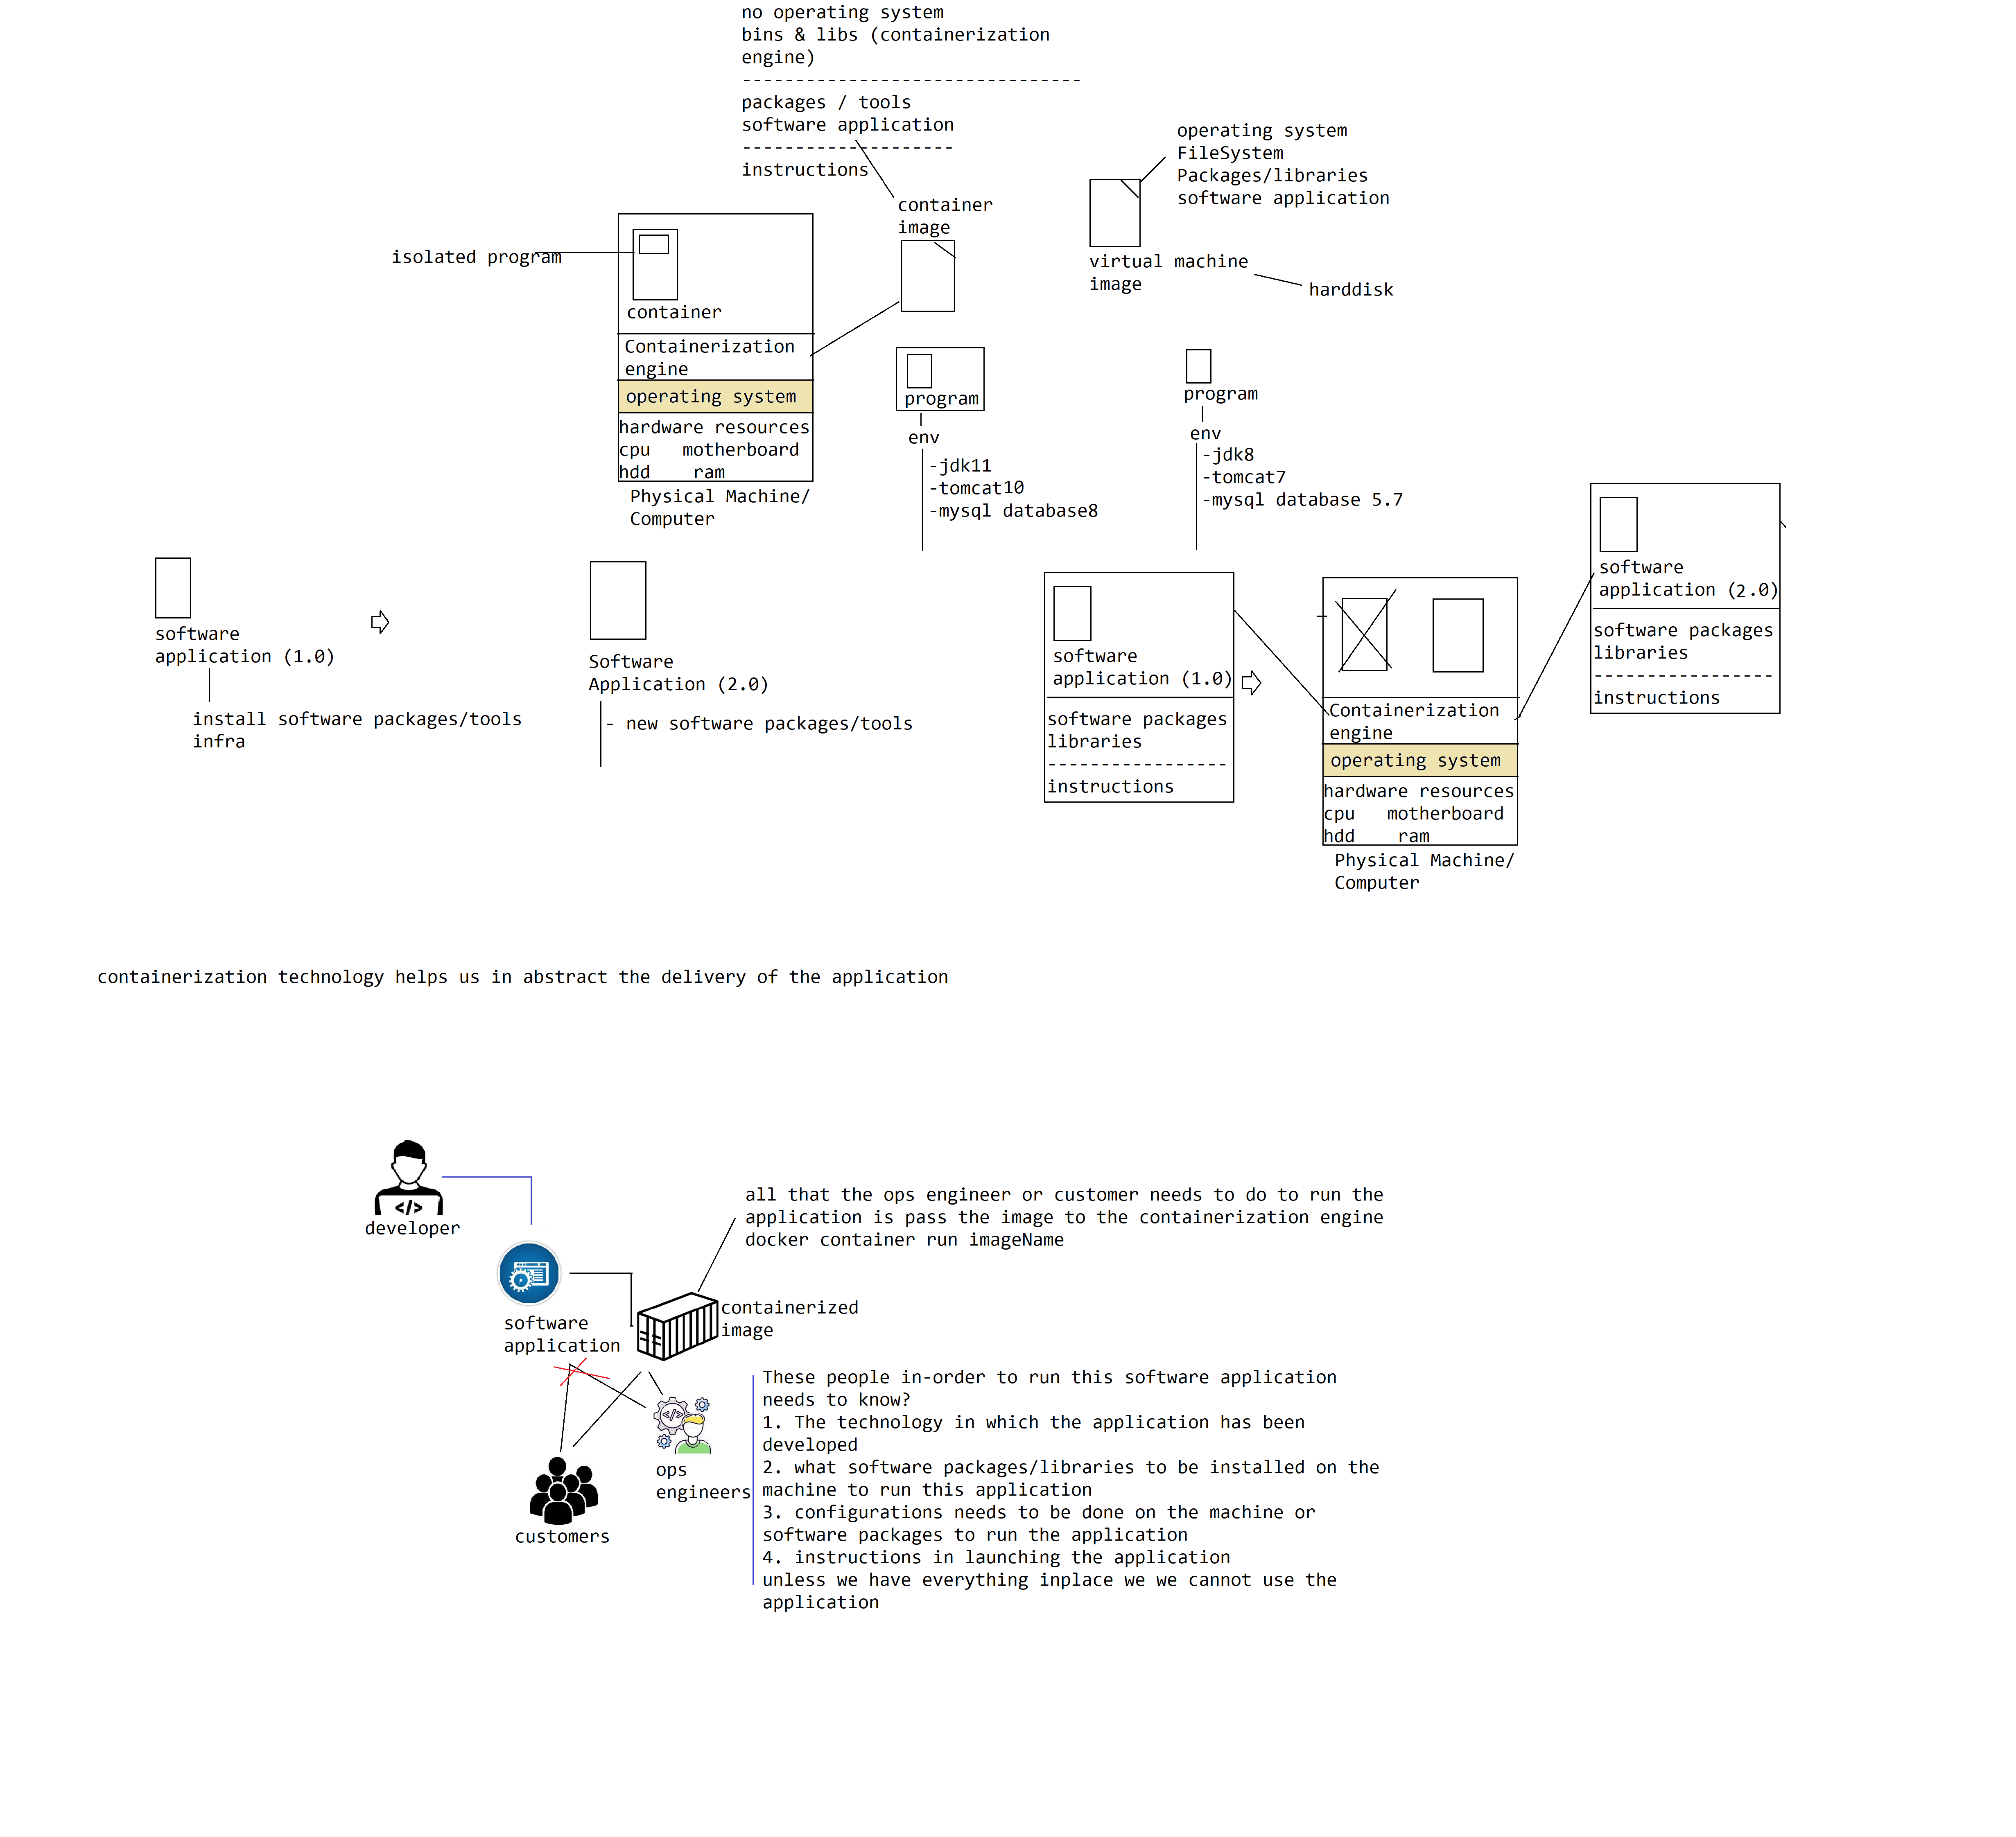 no operating system
bins & libs (containerization
engine)
--------------------------------
packages / tools
software application
--------------------
instructions
container
image
operating system
FileSystem
Packages/libraries
software application
virtual machine
image
harddisk
isolated program
container
Containerization
engine
operating system
hardware resources
cpu motherboard
hdd ram
Physical Machine/
Computer
program
env
-jdk11
-tomcat10
-mysql database8
program
env
-jdk8
-tomcat7
-mysql database 5.7
software
application (1.0)
install software packages/tools
infra
Software
Application (2.0)
- new software packages/tools
software
application (1.0)
software packages
libraries
-----------------
instructions
Containerization
engine
operating system
hardware resources
cpu motherboard
hdd ram
Physical Machine/
Computer
software
application (2.0)
software packages
libraries
-----------------
instructions
containerization technology helps us in abstract the delivery of the application
developer
</>
software
application
containerized
image
all that the ops engineer or customer needs to do to run the
application is pass the image to the containerization engine
docker container run imageName
</>
ops
engineers
customers
These people in-order to run this software application
needs to know?
1. The technology in which the application has been
developed
2. what software packages/libraries to be installed on the
machine to run this application
3. configurations needs to be done on the machine or
software packages to run the application
4. instructions in launching the application
unless we have everything inplace we we cannot use the
application